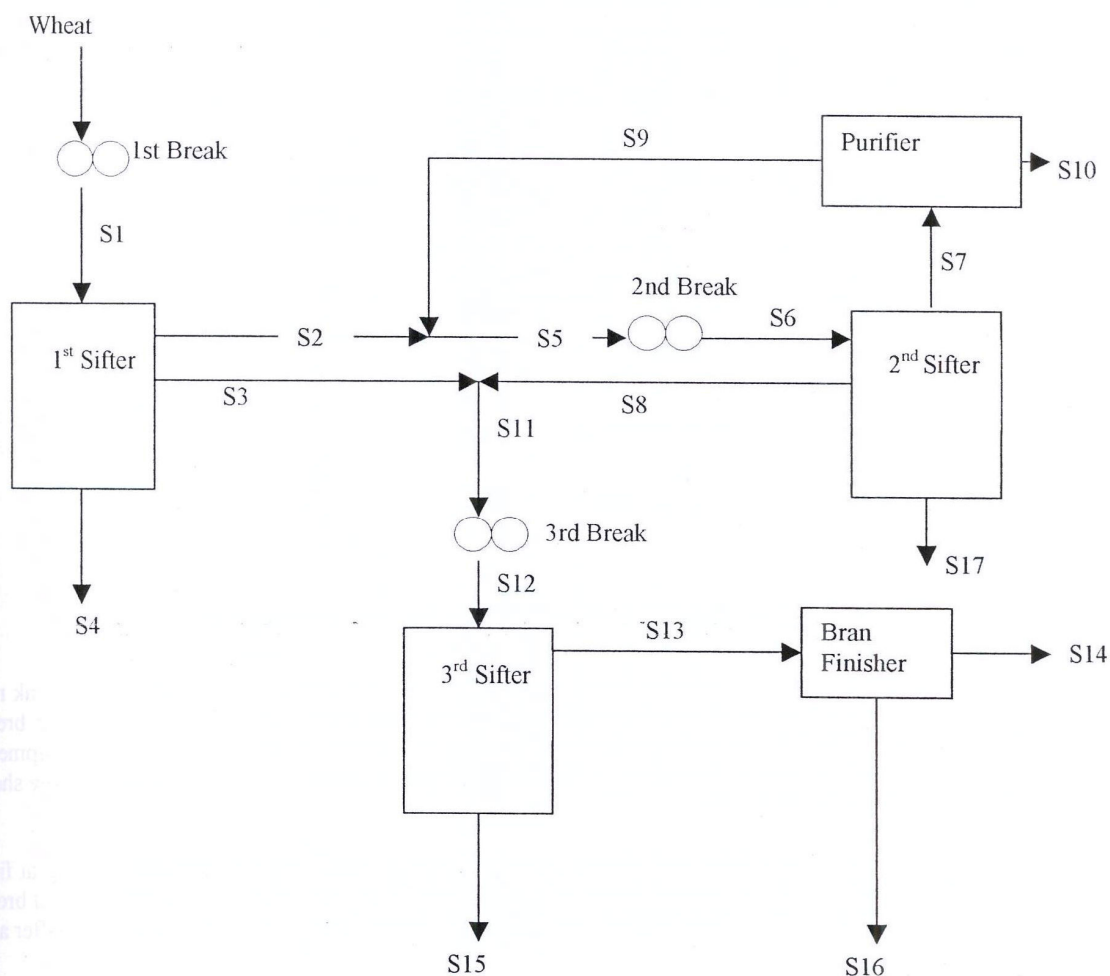 Wheat
1st Break
S1
S9
Purifier
S10
S7
2nd Break
S2
S5
S6
1st Sifter
2nd Sifter
S3
S8
S11
3rd Break
S17
S12
S4
S13
Bran
Finisher
S14
3rd Sifter
S15
S16